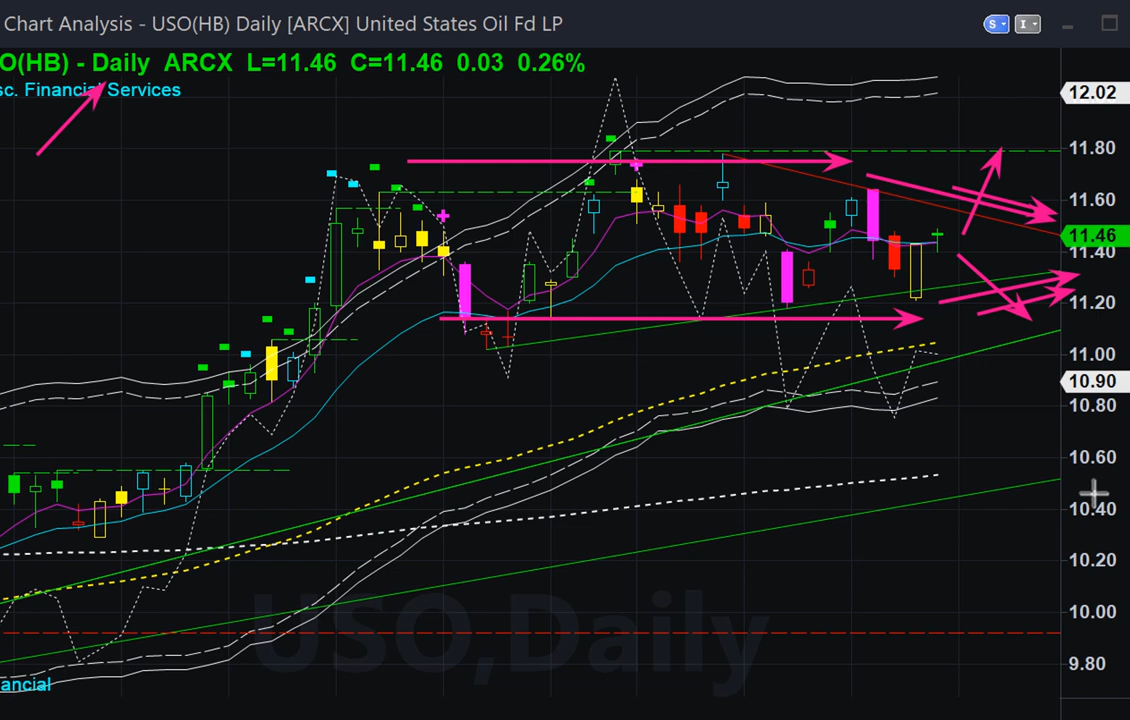 Chart Analysis - USO(HB) Daily [ARCX] United States Oil Fd LP
S
I
O(HB) - Daily ARCX L=11.46 C=11.46 0.03 0.26%
sc. Financial Services
12.02
11.80
11.60
11.46
11.40
11.20
11.00
10.90
10.80
10.60
10.40
10.20
10.00
9.80
USO,Daily
ancial